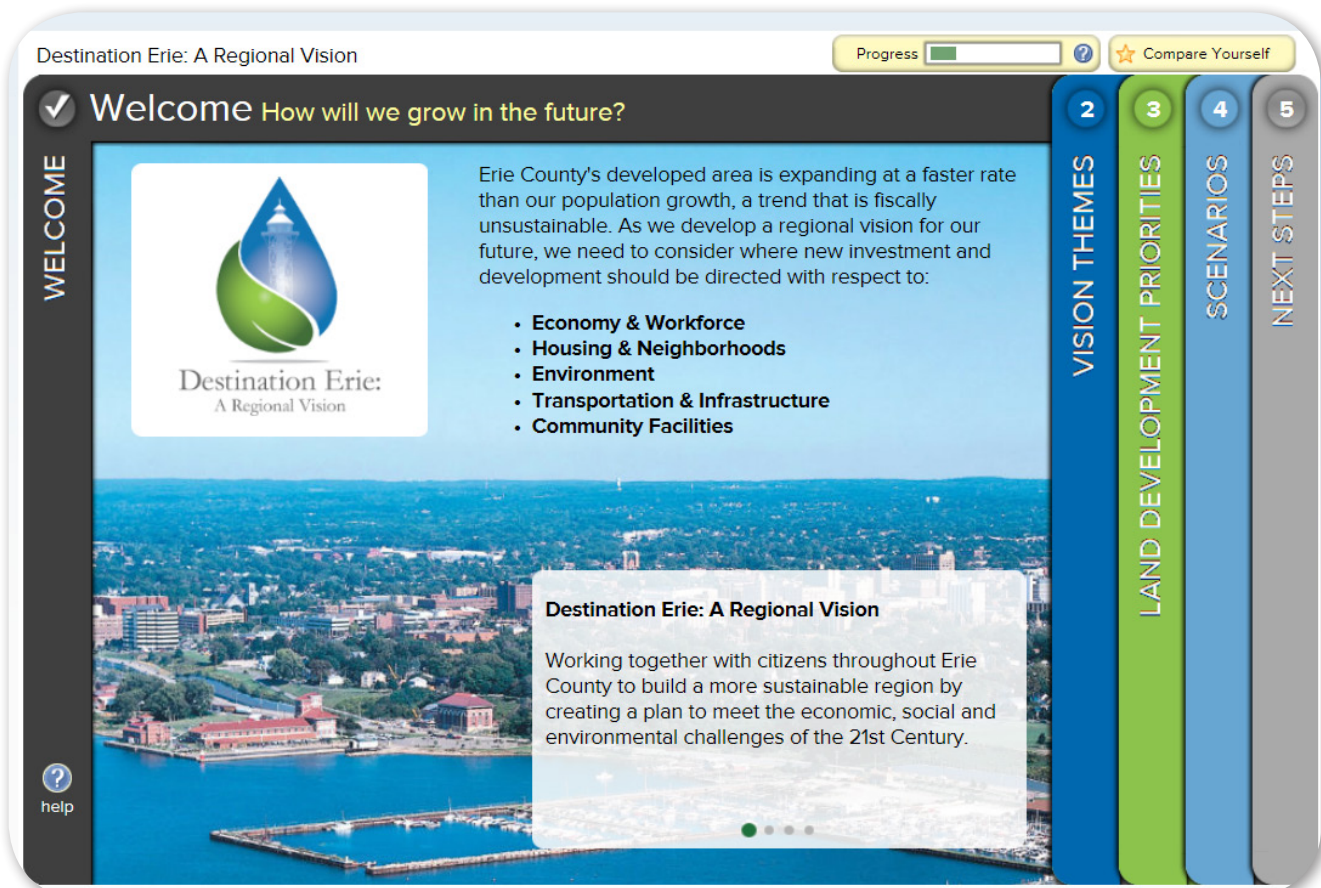 Destination Erie: A Regional Vision
Progress
?
Compare Yourself
Welcome How will we grow in the future?
WELCOME
Destination Erie:
A Regional Vision
Erie County's developed area is expanding at a faster rate
than our population growth, a trend that is fiscally
unsustainable. As we develop a regional vision for our
future, we need to consider where new investment and
development should be directed with respect to:
• Economy & Workforce
• Housing & Neighborhoods
• Environment
• Transportation & Infrastructure
• Community Facilities
Destination Erie: A Regional Vision
Working together with citizens throughout Erie
County to build a more sustainable region by
creating a plan to meet the economic, social and
environmental challenges of the 21st Century.
?
help
2
VISION THEMES
3
LAND DEVELOPMENT PRIORITIES
4
SCENARIOS
5
NEXT STEPS